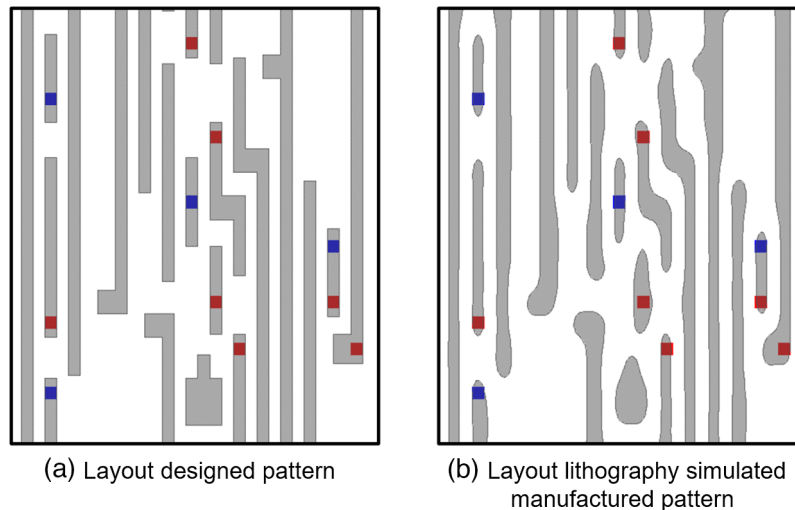 (a) Layout designed pattern
(b) Layout lithography simulated
manufactured pattern